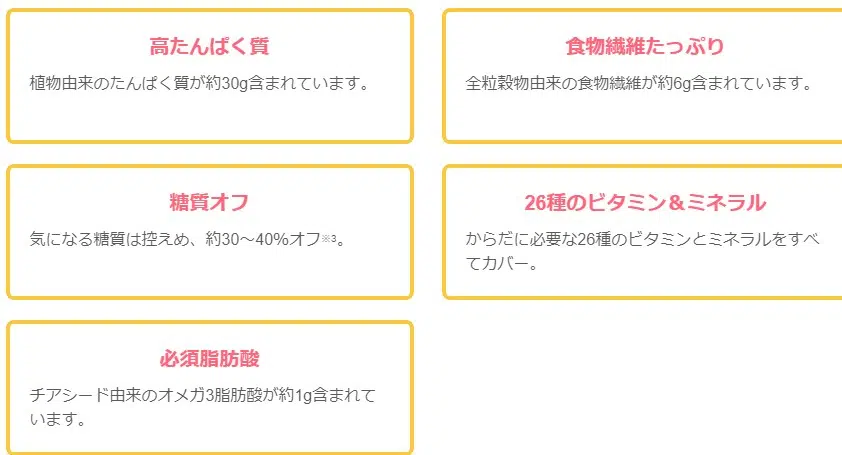 高たんぱく質
植物由来のたんぱく質が約30g含まれています。
食物繊維たっぷり
全粒穀物由来の食物繊維が約6g含まれています。
糖質オフ
気になる糖質は控えめ、約30～40%オフ※3。
26種のビタミン＆ミネラル
からだに必要な26種のビタミンとミネラルをすべ
てカバー。
必須脂肪酸
チアシード由来のオメガ3脂肪酸が約1g含まれて
います。